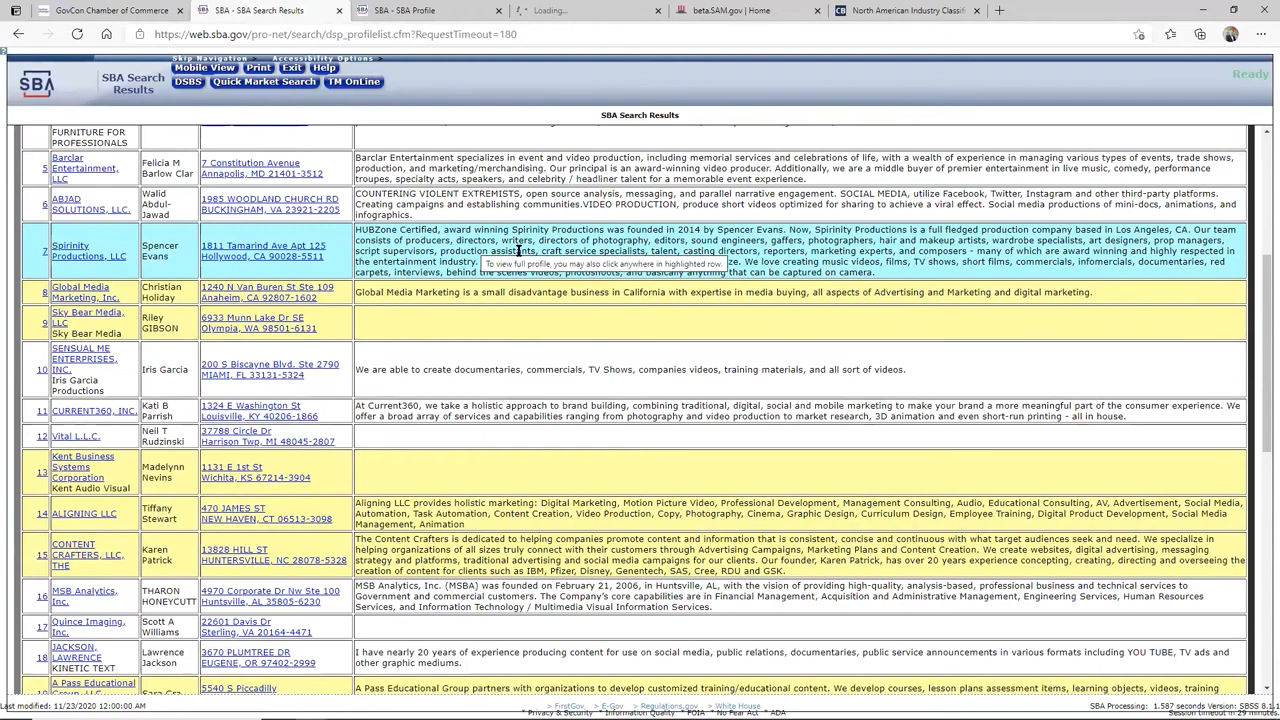 GovCon Chamber of Commerce
SBA - SBA Search Results
SBA - SBA Profile
Loading...
beta.SAM.gov | Home
North American Industry Classifi
https://web.sba.gov/pro-net/search/dsp_profilelist.cfm?RequestTimeout=180
Skip Navigation > Accessibility Options >
Mobile View Print Exit Help
DSBS Quick Market Search TM OnLine
SBA
SBA Search
Results
Ready
SBA Search Results
FURNITURE FOR
PROFESSIONALS
5 Barclar
Entertainment,
LLC
Felicia M
Barlow Clar
7 Constitution Avenue
Annapolis, MD 21401-3512
Barclar Entertainment specializes in event and video production, including memorial services and celebrations of life, with a wealth of experience in managing various types of events, trade shows,
production, and marketing/merchandising. Our principal is an award-winning video producer. Additionally, we are a middle buyer of premier entertainment in live music, comedy, performance
troupes, specialty acts, speakers, and celebrity / headliner talent for a memorable event experience.
6 ABJAD
SOLUTIONS, LLC.
Walid
Abdul-
Jawad
1985 WOODLAND CHURCH RD
BUCKINGHAM, VA 23921-2205
COUNTERING VIOLENT EXTREMISTS, open source analysis, messaging, and parallel narrative engagement. SOCIAL MEDIA, utilize Facebook, Twitter, Instagram and other third-party platforms.
Creating campaigns and establishing communities.VIDEO PRODUCTION, produce short videos optimized for sharing to achieve a viral effect. Social media productions of mini-docs, animations, and
infographics.
7 Spirinity
Productions, LLC
Spencer
Evans
1811 Tamarind Ave Apt 125
Hollywood, CA 90028-5511
HUBZone Certified, award winning Spirinity Productions was founded in 2014 by Spencer Evans. Now, Spirinity Productions is a full fledged production company based in Los Angeles, CA. Our team
consists of producers, directors, writers, directors of photography, editors, sound engineers, gaffers, photographers, hair and makeup artists, wardrobe specialists, art designers, prop managers,
script supervisors, production assistants, craft service specialists, talent, casting directors, reporters, marketing experts, and composers - many of which are award winning and highly respected in
the entertainment industry. ze. We love creating music videos, films, TV shows, short films, commercials, infomercials, documentaries, red
To view full profile, you may also click anywhere in highlighted row.
carpets, interviews, behind the scenes videos, photoshoots, and basically anything that can be captured on camera.
8 Global Media
Marketing, Inc.
Christian
Holiday
1240 N Van Buren St Ste 109
Anaheim, CA 92807-1602
Global Media Marketing is a small disadvantage business in California with expertise in media buying, all aspects of Advertising and Marketing and digital marketing.
9 Sky Bear Media,
LLC
Sky Bear Media
Riley
GIBSON
6933 Munn Lake Dr SE
Olympia, WA 98501-6131
10 SENSUAL ME
ENTERPRISES,
INC.
Iris Garcia
Productions
Iris Garcia
200 S Biscayne Blvd. Ste 2790
MIAMI, FL 33131-5324
We are able to create documentaries, commercials, TV Shows, companies videos, training materials, and all sort of videos.
11 CURRENT360, INC.
Kati B
Parrish
1324 E Washington St
Louisville, KY 40206-1866
At Current360, we take a holistic approach to brand building, combining traditional, digital, social and mobile marketing to make your brand a more meaningful part of the consumer experience. We
offer a broad array of services and capabilities ranging from photography and video production to market research, 3D animation and even short-run printing - all in house.
12 Vital L.L.C.
Neil T
Rudzinski
37788 Circle Dr
Harrison Twp, MI 48045-2807
13 Kent Business
Systems
Corporation
Kent Audio Visual
Madelynn
Nevins
1131 E 1st St
Wichita, KS 67214-3904
14 ALIGNING LLC
Tiffany
Stewart
470 JAMES ST
NEW HAVEN, CT 06513-3098
Aligning LLC provides holistic marketing: Digital Marketing, Motion Picture Video, Professional Development, Management Consulting, Audio, Educational Consulting, AV, Advertisement, Social Media,
Automation, Task Automation, Content Creation, Video Production, Copy, Photography, Cinema, Graphic Design, Curriculum Design, Employee Training, Digital Product Development, Social Media
Management, Animation
15 CONTENT
CRAFTERS, LLC,
THE
Karen
Patrick
13828 HILL ST
HUNTERSVILLE, NC 28078-5328
The Content Crafters is dedicated to helping companies promote content and information that is consistent, concise and continuous with what target audiences seek and need. We specialize in
helping organizations of all sizes truly connect with their customers through Advertising Campaigns, Marketing Plans and Content Creation. We create websites, digital advertising, messaging
strategy and platforms, traditional advertising and social media campaigns for our clients. Our founder, Karen Patrick, has over 20 years experience concepting, creating, directing and overseeing the
creation of content for clients such as IBM, Pfizer, Disney, Genentech, SAS, Cree, RDU and GSK.
16 MSB Analytics,
Inc.
THARON
HONEYCUTT
4970 Corporate Dr Nw Ste 100
Huntsville, AL 35805-6230
MSB Analytics, Inc. (MSBA) was founded on February 21, 2006, in Huntsville, AL, with the vision of providing high-quality, analysis-based, professional business and technical services to
Government and commercial customers. The Company's core capabilities are in Financial Management, Acquisition and Administrative Management, Engineering Services, Human Resources
Services, and Information Technology / Multimedia Visual Information Services.
17 Quince Imaging,
Inc.
Scott A
Williams
22601 Davis Dr
Sterling, VA 20164-4471
18 JACKSON,
LAWRENCE
KINETIC TEXT
Lawrence
Jackson
3670 PLUMTREE DR
EUGENE, OR 97402-2999
I have nearly 20 years of experience producing content for use on social media, public relations, documentaries, public service announcements in various formats including YOU TUBE, TV ads and
other graphic mediums.
A Pass Educational
5540 S Piccadilly
A Pass Educational Group partners with organizations to develop customized training/educational content. We develop courses, lesson plans assessment items, learning objects, videos, training
Last modified: 11/23/2020 12:00:00 AM
> FirstGov > E-Gov > Regulations.gov > White House
* Privacy & Security * Information Quality * FOIA * No Fear Act * ADA
SBA Processing: 1.587 seconds Version: SBSS 8.1.1
Session timeout in 29 minutes.